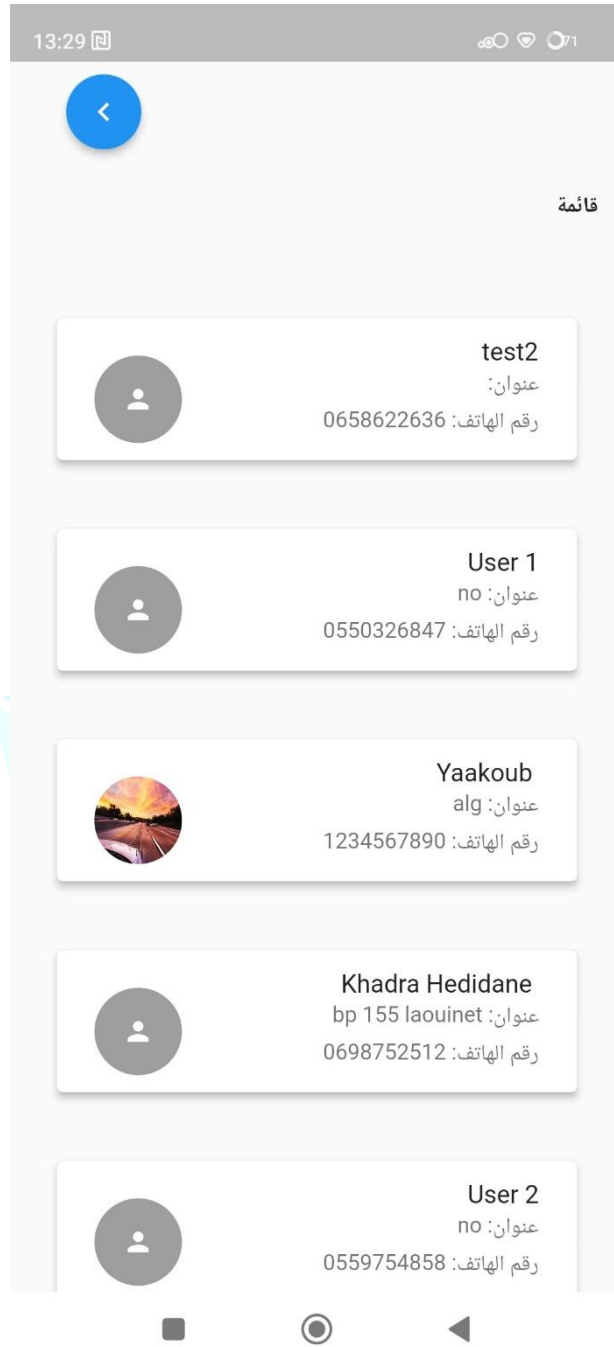 13:29
71
قائمة
test2
عنوان:
رقم الهاتف: 0658622636
User 1
عنوان: no
رقم الهاتف: 0550326847
Yaakoub
عنوان: alg
رقم الهاتف: 1234567890
Khadra Hedidane
عنوان: bp 155 laouinet
رقم الهاتف: 0698752512
User 2
عنوان: no
رقم الهاتف: 0559754858